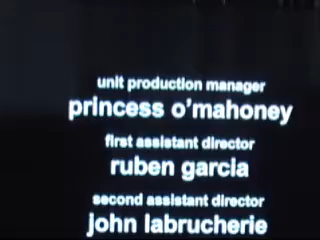 unit production manager
princess o'mahoney
first assistant director
ruben garcia
second assistant director
john labrucherie